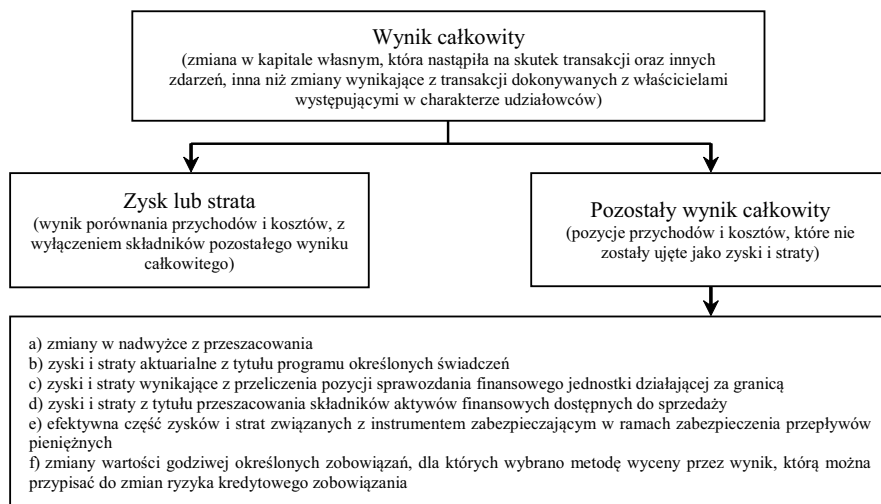 Wynik całkowity
(zmiana w kapitale własnym, która nastąpiła na skutek transakcji oraz innych
zdarzeń, inna niż zmiany wynikające z transakcji dokonywanych z właścicielami
występującymi w charakterze udziałowców)
Zysk lub strata
(wynik porównania przychodów i kosztów, z
wyłączeniem składników pozostałego wyniku
całkowitego)
Pozostały wynik całkowity
(pozycje przychodów i kosztów, które nie
zostały ujęte jako zyski i straty)
a) zmiany w nadwyżce z przeszacowania
b) zyski i straty aktuarialne z tytułu programu określonych świadczeń
c) zyski i straty wynikające z przeliczenia pozycji sprawozdania finansowego jednostki działającej za granicą
d) zyski i straty z tytułu przeszacowania składników aktywów finansowych dostępnych do sprzedaży
e) efektywna część zysków i strat związanych z instrumentem zabezpieczającym w ramach zabezpieczenia przepływów
pieniężnych
f) zmiany wartości godziwej określonych zobowiązań, dla których wybrano metodę wyceny przez wynik, którą można
przypisać do zmian ryzyka kredytowego zobowiązania